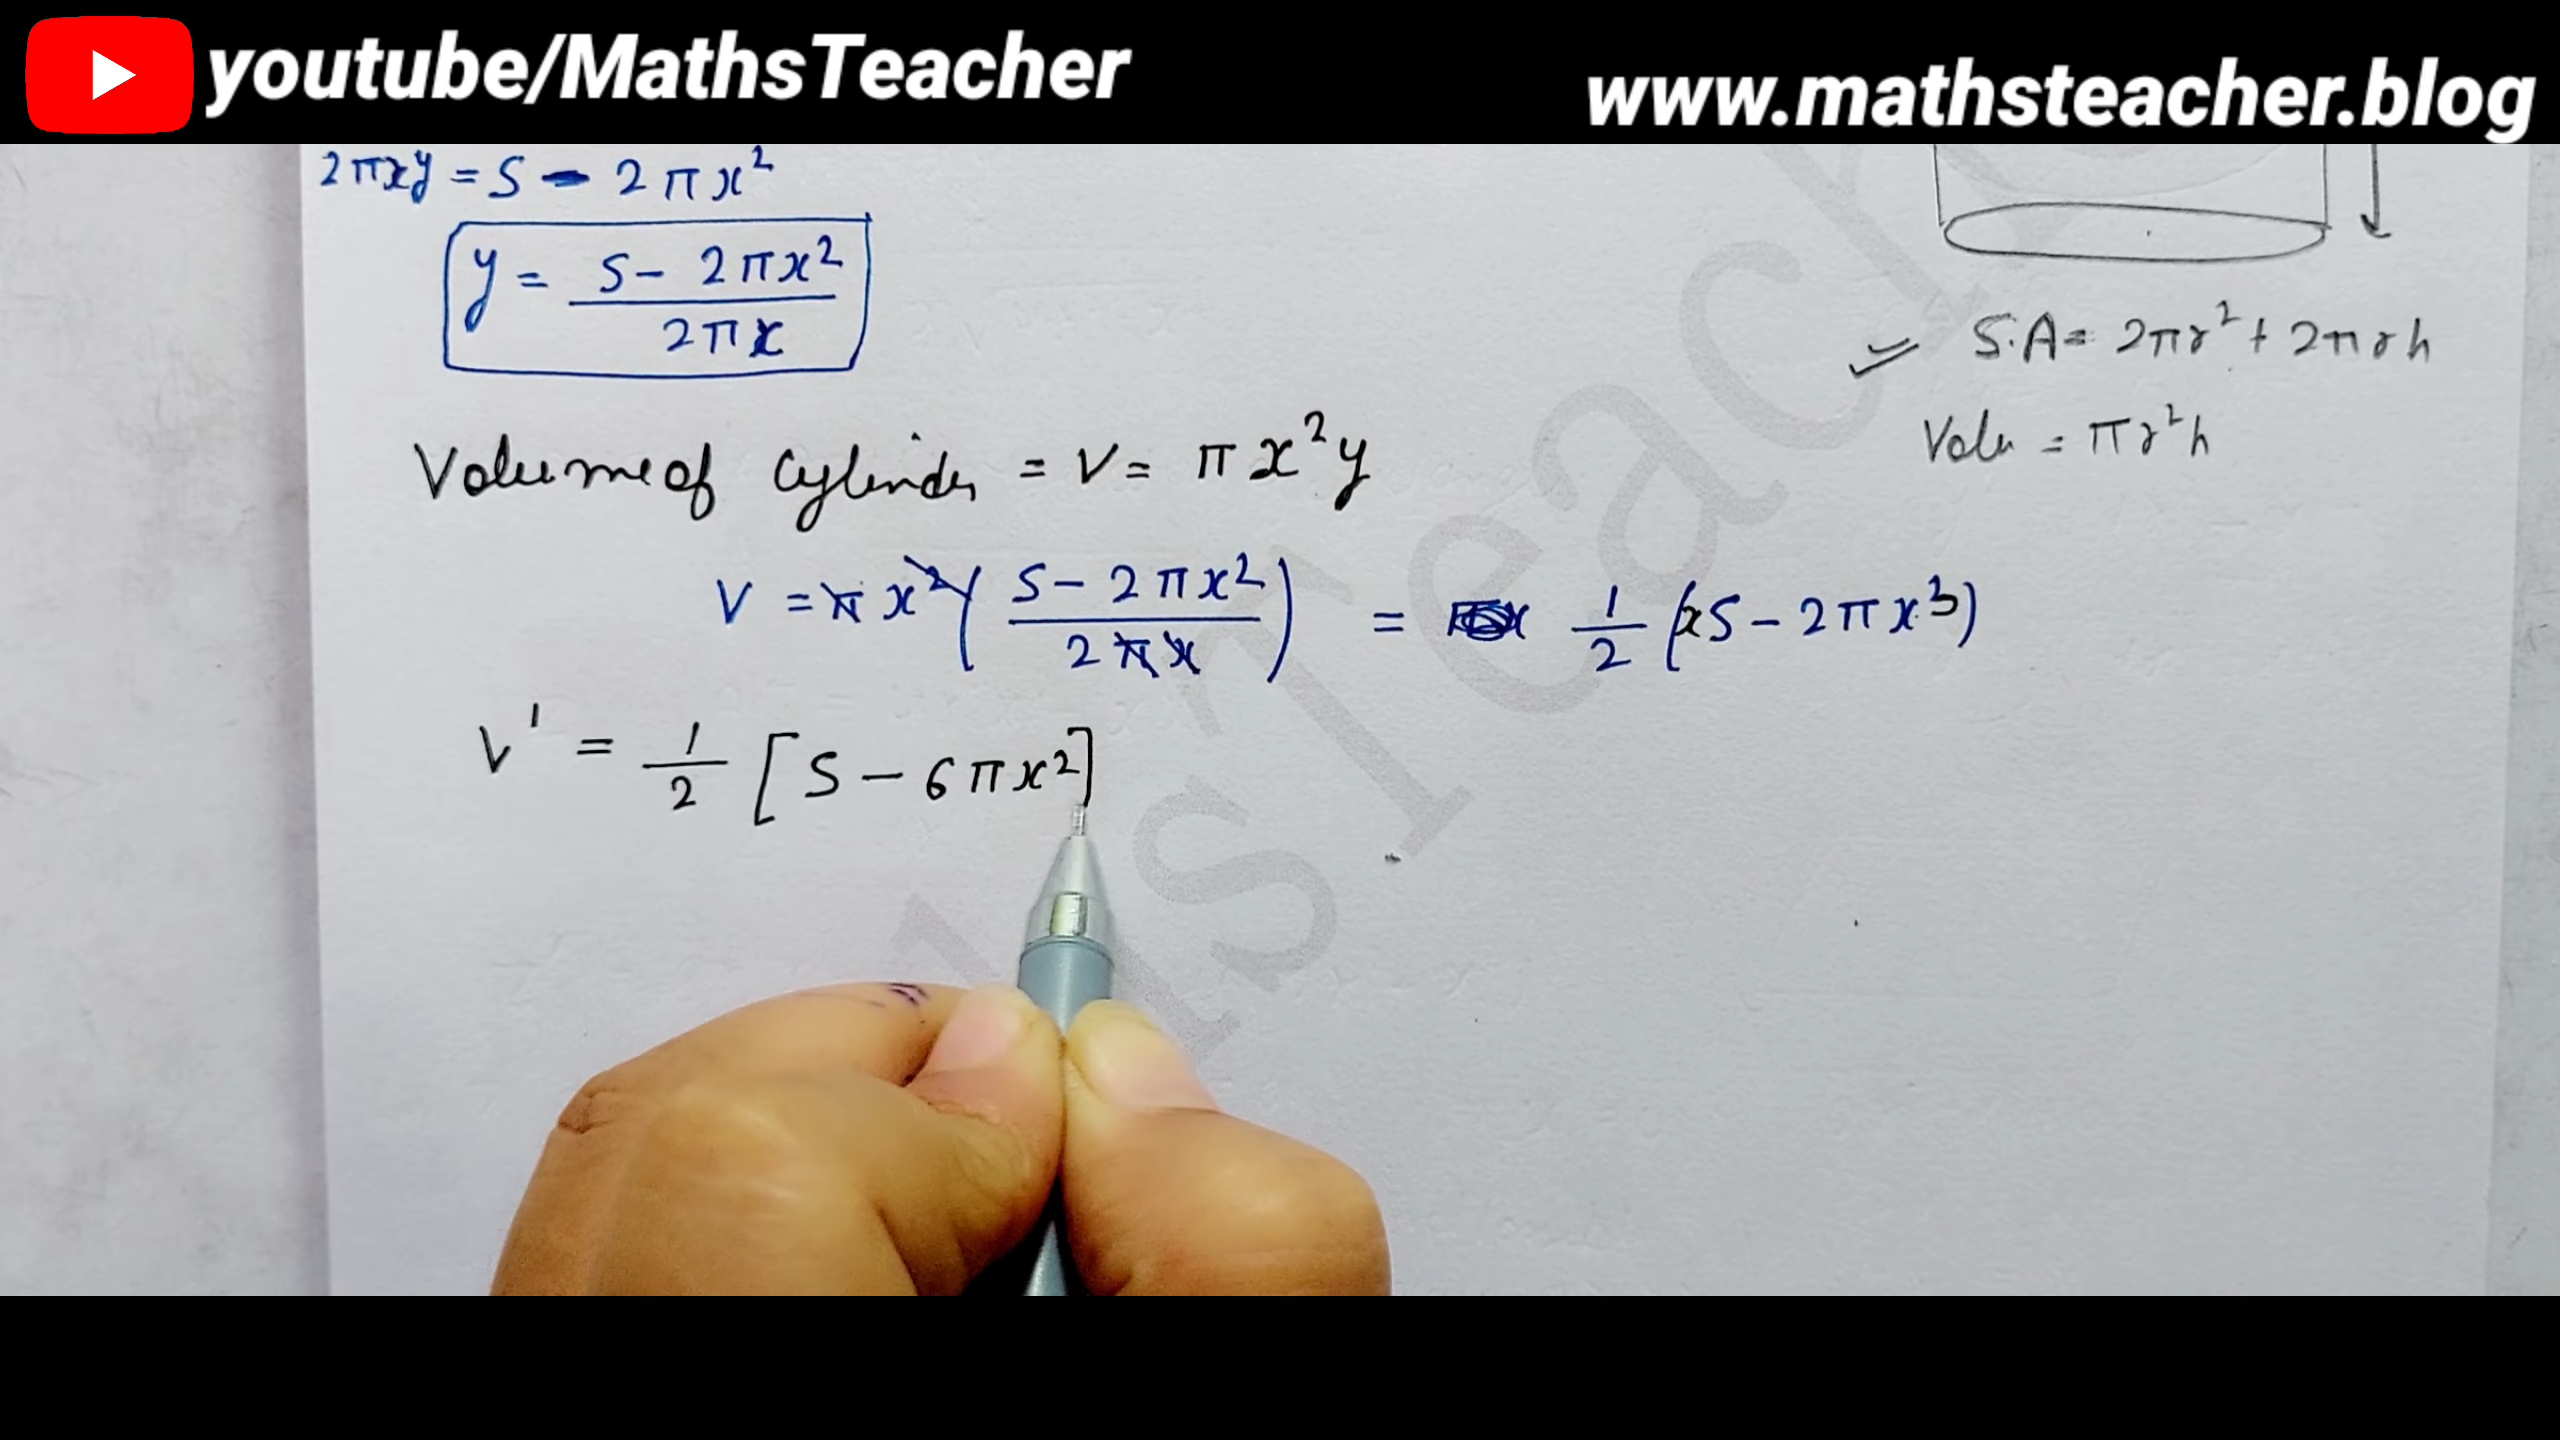 youtube/MathsTeacher
www.mathsteacher.blog
2πxy = S - 2πx²
y = S - 2πx² / 2πx
S.A = 2πr² + 2πrh
Volu = πr²h
Volume of Cylinder = V = πx²y
V = πx² ( S - 2πx² / 2πx ) = 1/2 (xS - 2πx³)
V' = 1/2 [S - 6πx²]